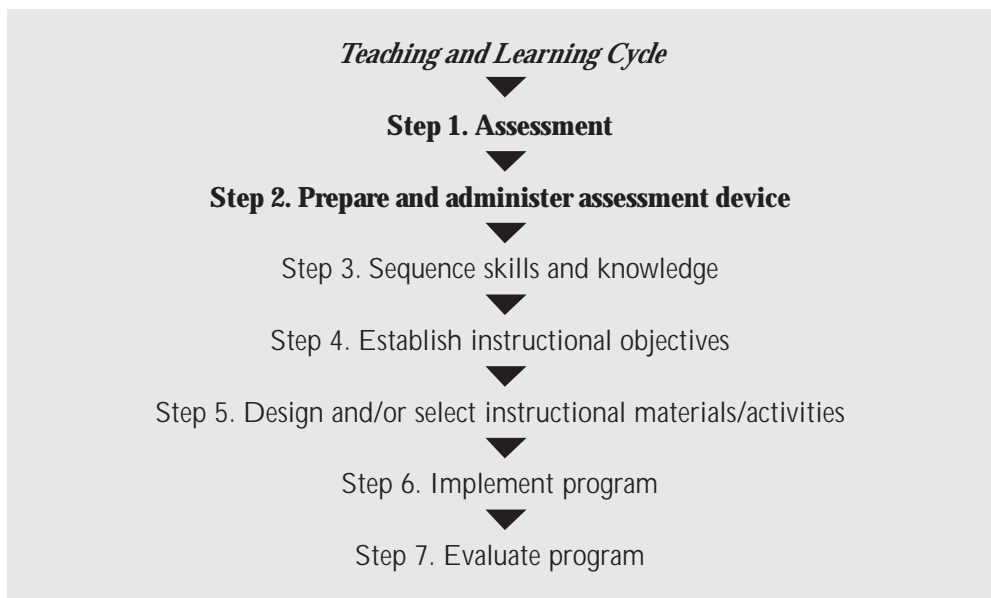 Teaching and Learning Cycle
Step 1. Assessment
Step 2. Prepare and administer assessment device
Step 3. Sequence skills and knowledge
Step 4. Establish instructional objectives
Step 5. Design and/or select instructional materials/activities
Step 6. Implement program
Step 7. Evaluate program